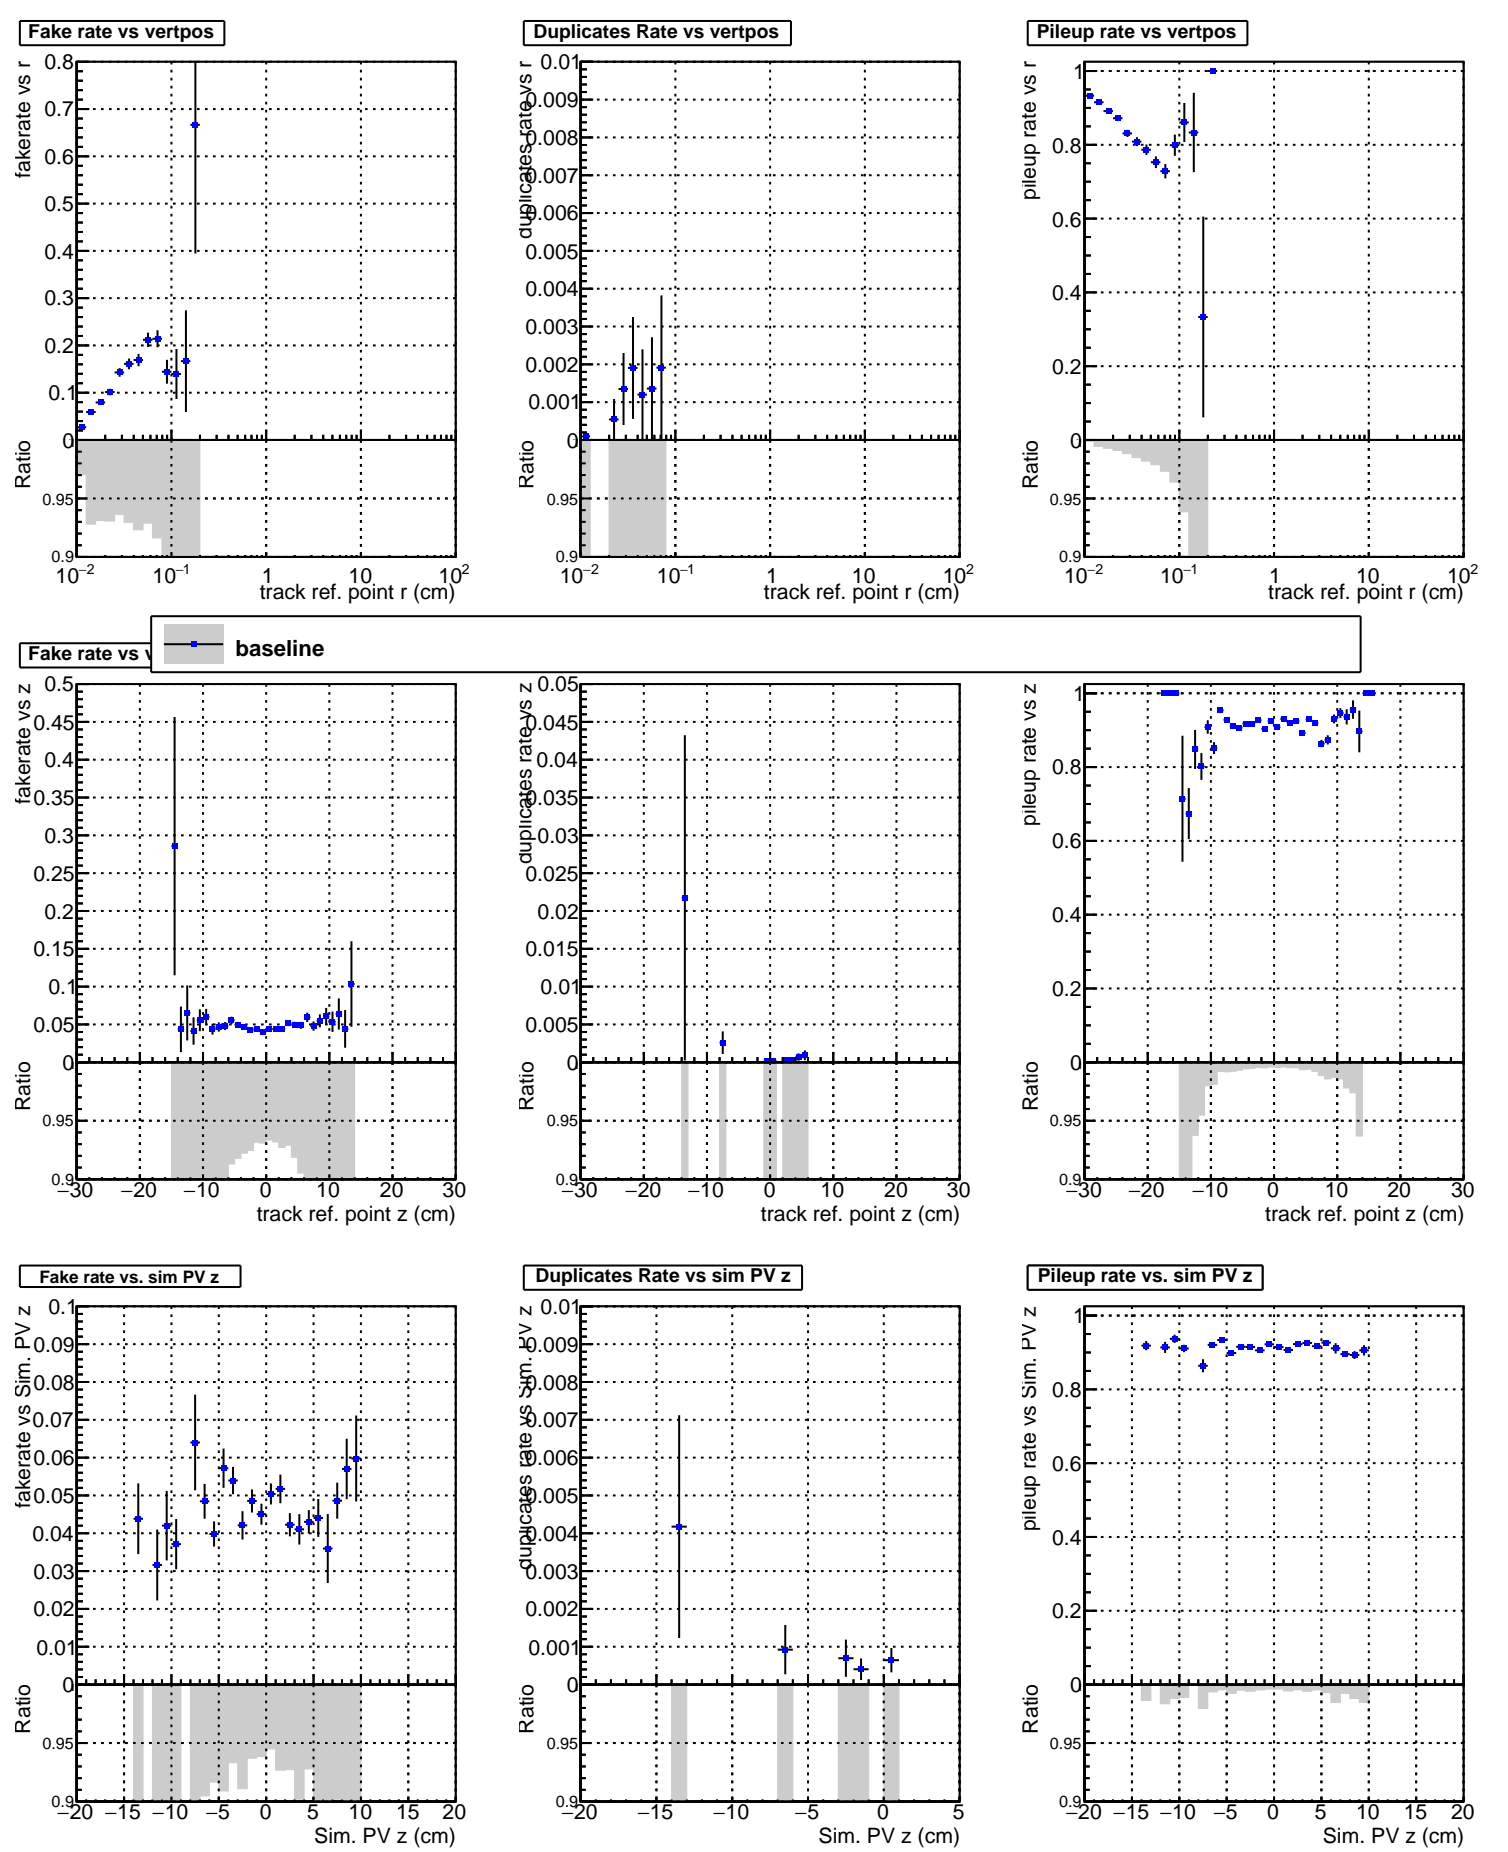 Fake rate vs vertpos
Duplicates Rate vs vertpos
Pileup rate vs vertpos
fakerate vs r
0.8
0.7
0.6
0.5
0.4
0.3
0.2
0.1
0
Ratio
0.95
0.9
10−2 10−1 1 10 102
track ref. point r (cm)
duplicates rate vs r
0.01
0.009
0.008
0.007
0.006
0.005
0.004
0.003
0.002
0.001
0
Ratio
0.95
0.9
10−2 10−1 1 10 102
track ref. point r (cm)
pileup rate vs r
1
0.8
0.6
0.4
0.2
0
Ratio
0.95
0.9
10−2 10−1 1 10 102
track ref. point r (cm)
baseline
Fake rate vs v
fakerate vs z
0.5
0.45
0.4
0.35
0.3
0.25
0.2
0.15
0.1
0.05
0
Ratio
0.95
0.9
−30 −20 −10 0 10 20 30
track ref. point z (cm)
duplicates rate vs z
0.05
0.045
0.04
0.035
0.03
0.025
0.02
0.015
0.01
0.005
0
Ratio
0.95
0.9
−30 −20 −10 0 10 20 30
track ref. point z (cm)
pileup rate vs z
1
0.8
0.6
0.4
0.2
0
Ratio
0.95
0.9
−30 −20 −10 0 10 20 30
track ref. point z (cm)
Fake rate vs. sim PV z
Duplicates Rate vs sim PV z
Pileup rate vs. sim PV z
fakerate vs Sim. PV z
0.1
0.09
0.08
0.07
0.06
0.05
0.04
0.03
0.02
0.01
0
Ratio
0.95
0.9
−20 −15 −10 −5 0 5 10 15 20
Sim. PV z (cm)
duplicates rate vs Sim. PV z
0.01
0.009
0.008
0.007
0.006
0.005
0.004
0.003
0.002
0.001
0
Ratio
0.95
0.9
−20 −15 −10 −5 0 5
Sim. PV z (cm)
pileup rate vs Sim. PV z
1
0.8
0.6
0.4
0.2
0
Ratio
0.95
0.9
−20 −15 −10 −5 0 5 10 15 20
Sim. PV z (cm)